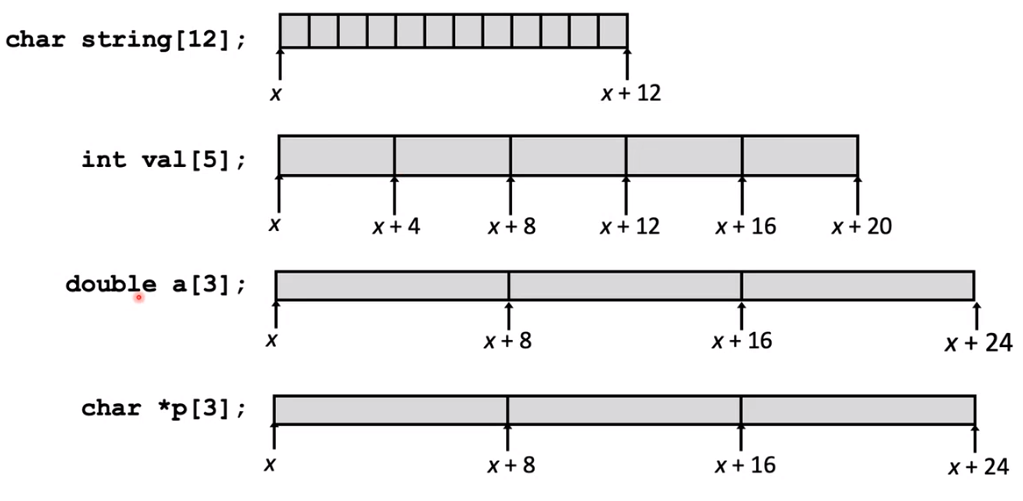 char string[12];
x x + 12
int val[5];
x x + 4 x + 8 x + 12 x + 16 x + 20
double a[3];
x x + 8 x + 16 x + 24
char *p[3];
x x + 8 x + 16 x + 24